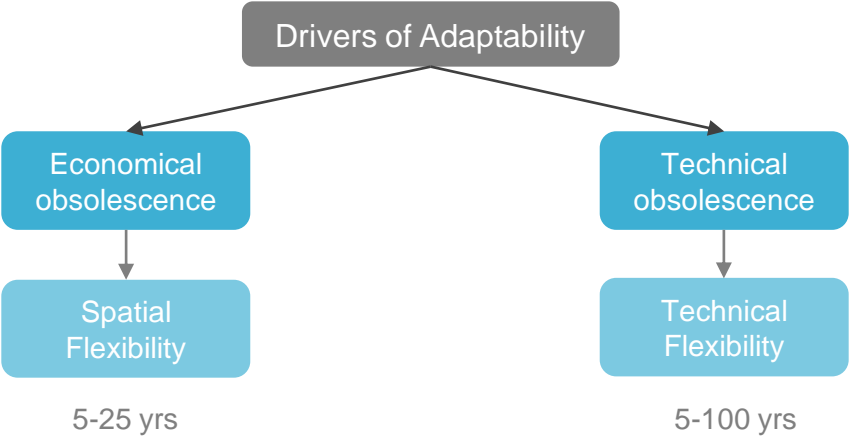 Drivers of Adaptability
Economical
obsolescence
Technical
obsolescence
Spatial
Flexibility
Technical
Flexibility
5-25 yrs
5-100 yrs